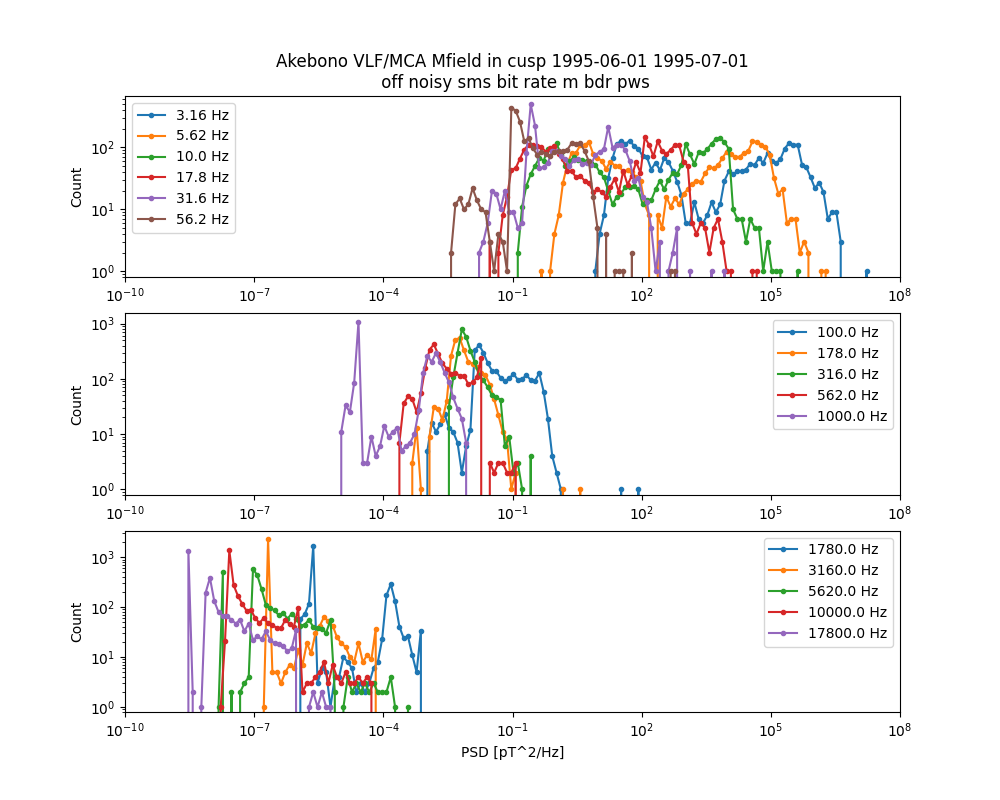 Akebono VLF/MCA Mfield in cusp 1995-06-01 1995-07-01
off noisy sms bit rate m bdr pws
Count
10^2
10^1
10^0
3.16 Hz
5.62 Hz
10.0 Hz
17.8 Hz
31.6 Hz
56.2 Hz
10^-10 10^-7 10^-4 10^-1 10^2 10^5 10^8
Count
10^3
10^2
10^1
10^0
100.0 Hz
178.0 Hz
316.0 Hz
562.0 Hz
1000.0 Hz
10^-10 10^-7 10^-4 10^-1 10^2 10^5 10^8
Count
10^3
10^2
10^1
10^0
1780.0 Hz
3160.0 Hz
5620.0 Hz
10000.0 Hz
17800.0 Hz
10^-10 10^-7 10^-4 10^-1 10^2 10^5 10^8
PSD [pT^2/Hz]